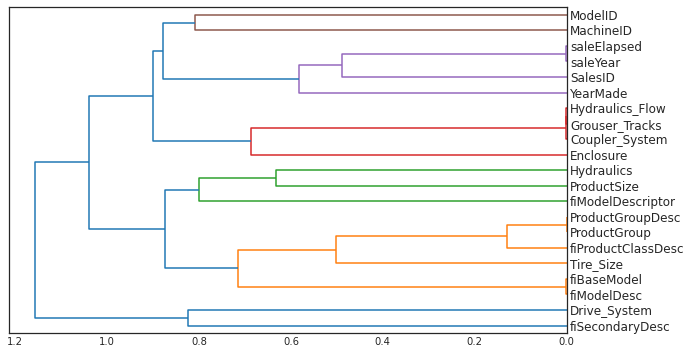 ModelID
MachineID
saleElapsed
saleYear
SalesID
YearMade
Hydraulics_Flow
Grouser_Tracks
Coupler_System
Enclosure
Hydraulics
ProductSize
fiModelDescriptor
ProductGroupDesc
ProductGroup
fiProductClassDesc
Tire_Size
fiBaseModel
fiModelDesc
Drive_System
fiSecondaryDesc
1.2 1.0 0.8 0.6 0.4 0.2 0.0